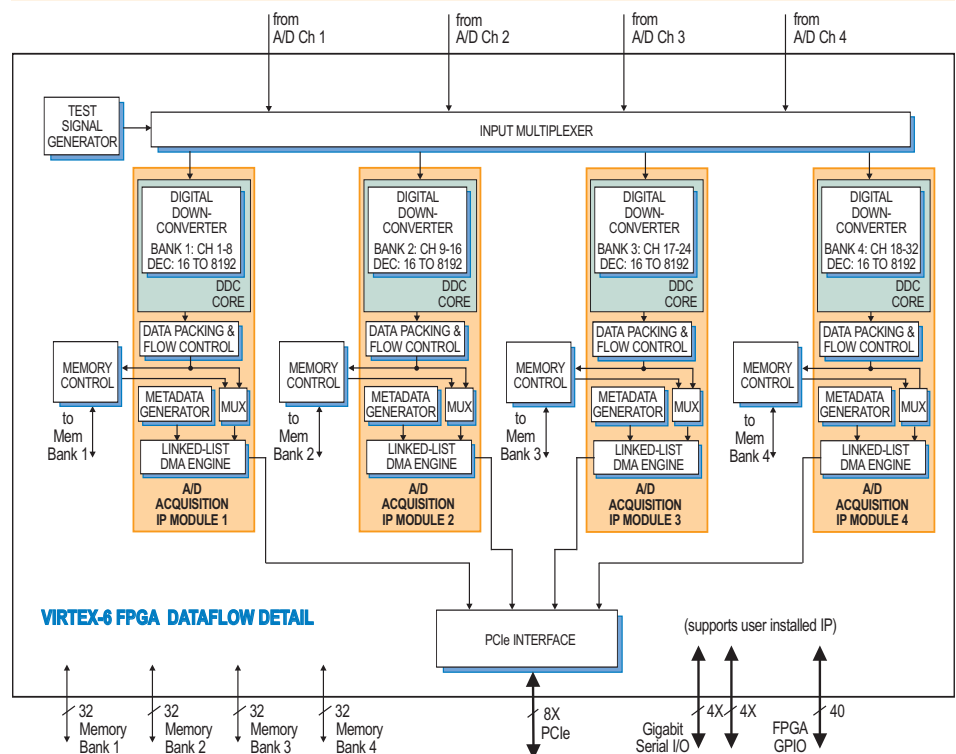 from
A/D Ch 1
from
A/D Ch 2
from
A/D Ch 3
from
A/D Ch 4
TEST
SIGNAL
GENERATOR
INPUT MULTIPLEXER
DIGITAL
DOWN-
CONVERTER
BANK 1: CH 1-8
DEC: 16 TO 8192
DDC
CORE
DIGITAL
DOWN-
CONVERTER
BANK 2: CH 9-16
DEC: 16 TO 8192
DDC
CORE
DIGITAL
DOWN-
CONVERTER
BANK 3: CH 17-24
DEC: 16 TO 8192
DDC
CORE
DIGITAL
DOWN-
CONVERTER
BANK 4: CH 18-32
DEC: 16 TO 8192
DDC
CORE
DATA PACKING &
FLOW CONTROL
DATA PACKING &
FLOW CONTROL
DATA PACKING &
FLOW CONTROL
DATA PACKING &
FLOW CONTROL
MEMORY
CONTROL
METADATA
GENERATOR
MUX
to
Mem
Bank 1
LINKED-LIST
DMA ENGINE
A/D
ACQUISITION
IP MODULE 1
MEMORY
CONTROL
METADATA
GENERATOR
MUX
to
Mem
Bank 2
LINKED-LIST
DMA ENGINE
A/D
ACQUISITION
IP MODULE 2
MEMORY
CONTROL
METADATA
GENERATOR
MUX
to
Mem
Bank 3
LINKED-LIST
DMA ENGINE
A/D
ACQUISITION
IP MODULE 3
MEMORY
CONTROL
METADATA
GENERATOR
MUX
to
Mem
Bank 4
LINKED-LIST
DMA ENGINE
A/D
ACQUISITION
IP MODULE 4
VIRTEX-6 FPGA DATAFLOW DETAIL
PCIe INTERFACE
(supports user installed IP)
32
Memory
Bank 1
32
Memory
Bank 2
32
Memory
Bank 3
32
Memory
Bank 4
8X
PCIe
4X
4X
Gigabit
Serial I/O
40
FPGA
GPIO